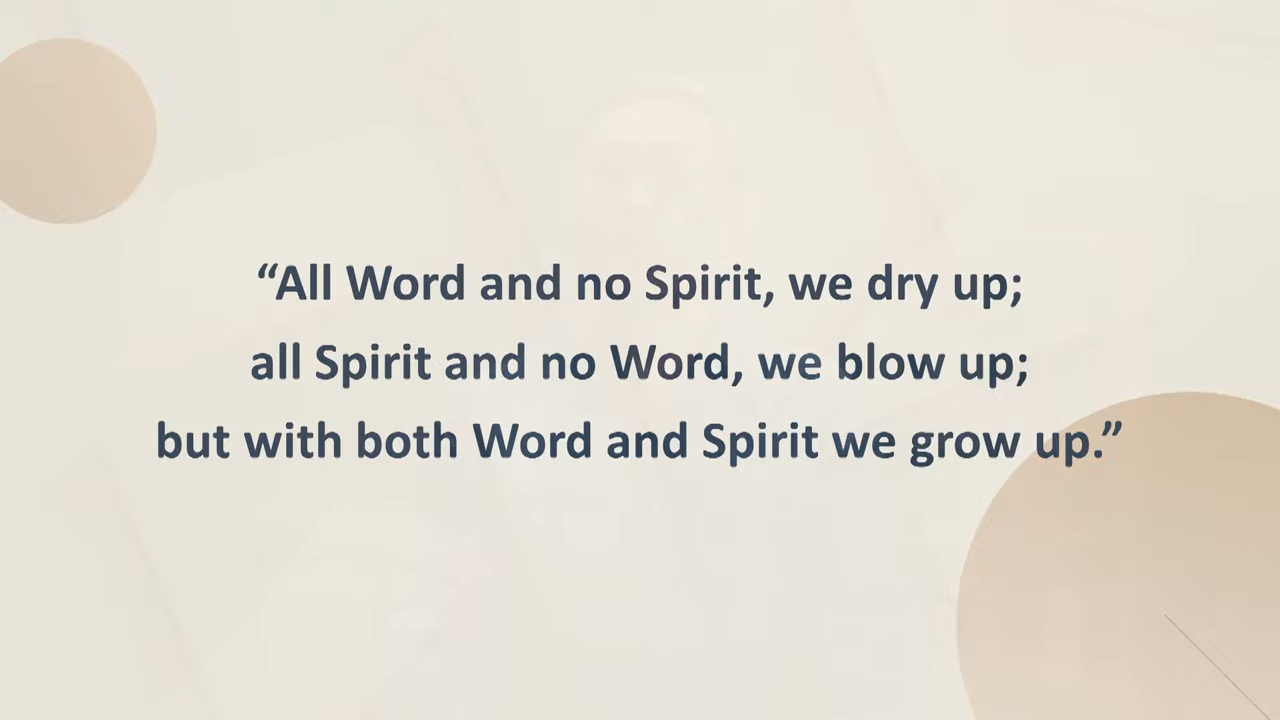 “All Word and no Spirit, we dry up;
all Spirit and no Word, we blow up;
but with both Word and Spirit we grow up.”